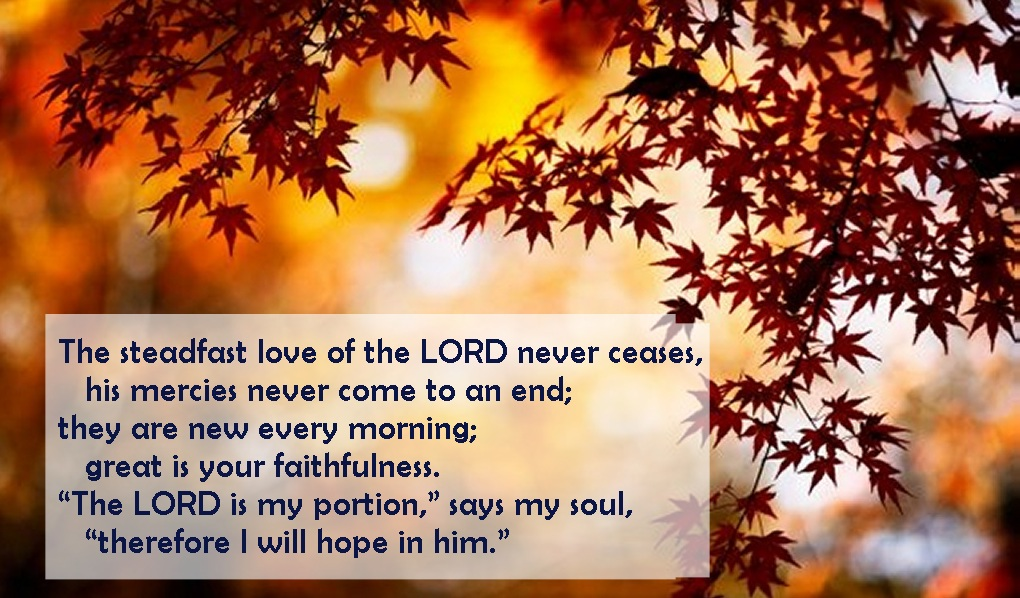 The steadfast love of the LORD never ceases,
his mercies never come to an end;
they are new every morning;
great is your faithfulness.
“The LORD is my portion,” says my soul,
“therefore I will hope in him.”